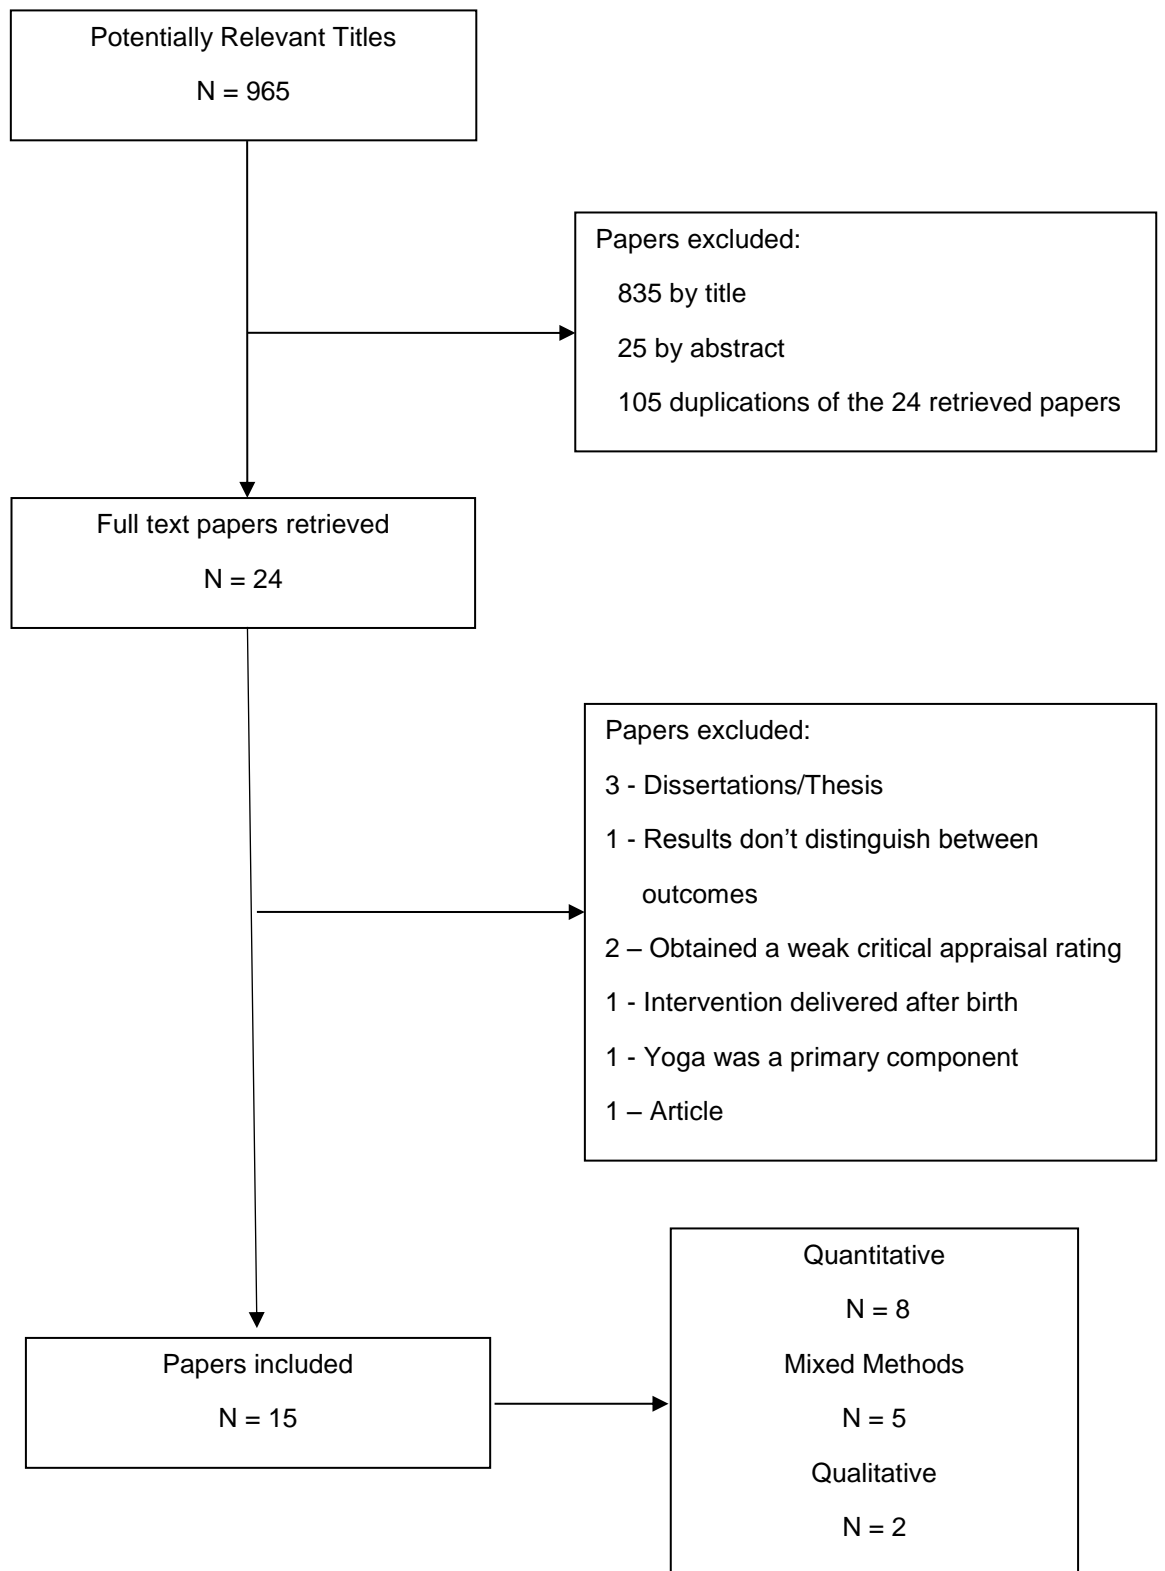 Potentially Relevant Titles
N = 965
Papers excluded:
835 by title
25 by abstract
105 duplications of the 24 retrieved papers
Full text papers retrieved
N = 24
Papers excluded:
3 - Dissertations/Thesis
1 - Results don’t distinguish between
outcomes
2 – Obtained a weak critical appraisal rating
1 - Intervention delivered after birth
1 - Yoga was a primary component
1 – Article
Papers included
N = 15
Quantitative
N = 8
Mixed Methods
N = 5
Qualitative
N = 2